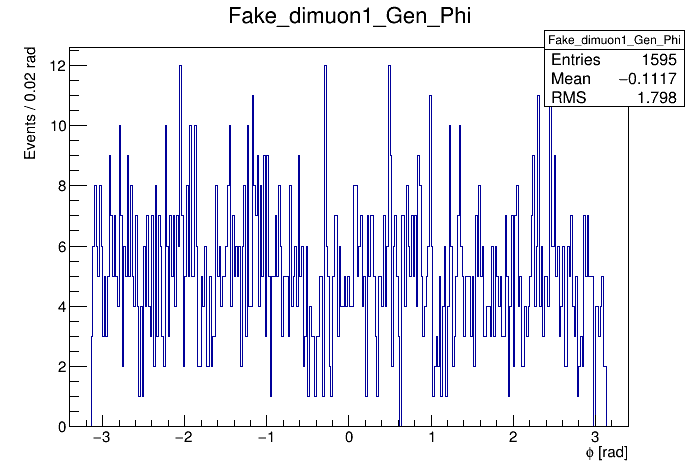 Fake_dimuon1_Gen_Phi
Fake_dimuon1_Gen_Phi
Entries 1595
Mean −0.1117
RMS 1.798
Events / 0.02 rad
12
10
8
6
4
2
0
−3 −2 −1 0 1 2 3
ϕ [rad]